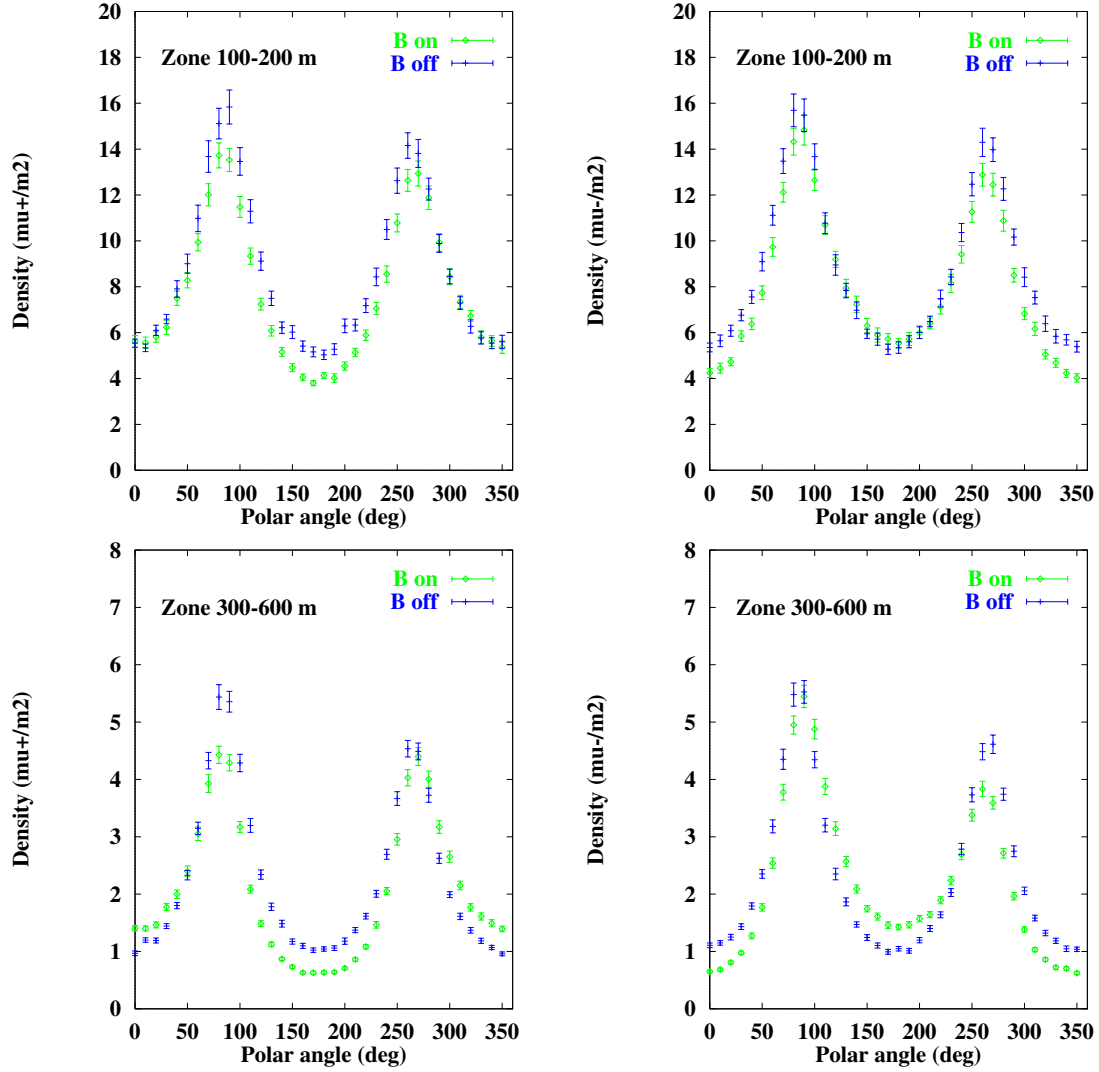 20
18
16
14
12
10
8
6
4
2
0
0 50 100 150 200 250 300 350
Density (mu+/m2)
Polar angle (deg)
Zone 100-200 m
B on
B off
20
18
16
14
12
10
8
6
4
2
0
0 50 100 150 200 250 300 350
Density (mu-/m2)
Polar angle (deg)
Zone 100-200 m
B on
B off
8
7
6
5
4
3
2
1
0
0 50 100 150 200 250 300 350
Density (mu+/m2)
Polar angle (deg)
Zone 300-600 m
B on
B off
8
7
6
5
4
3
2
1
0
0 50 100 150 200 250 300 350
Density (mu-/m2)
Polar angle (deg)
Zone 300-600 m
B on
B off